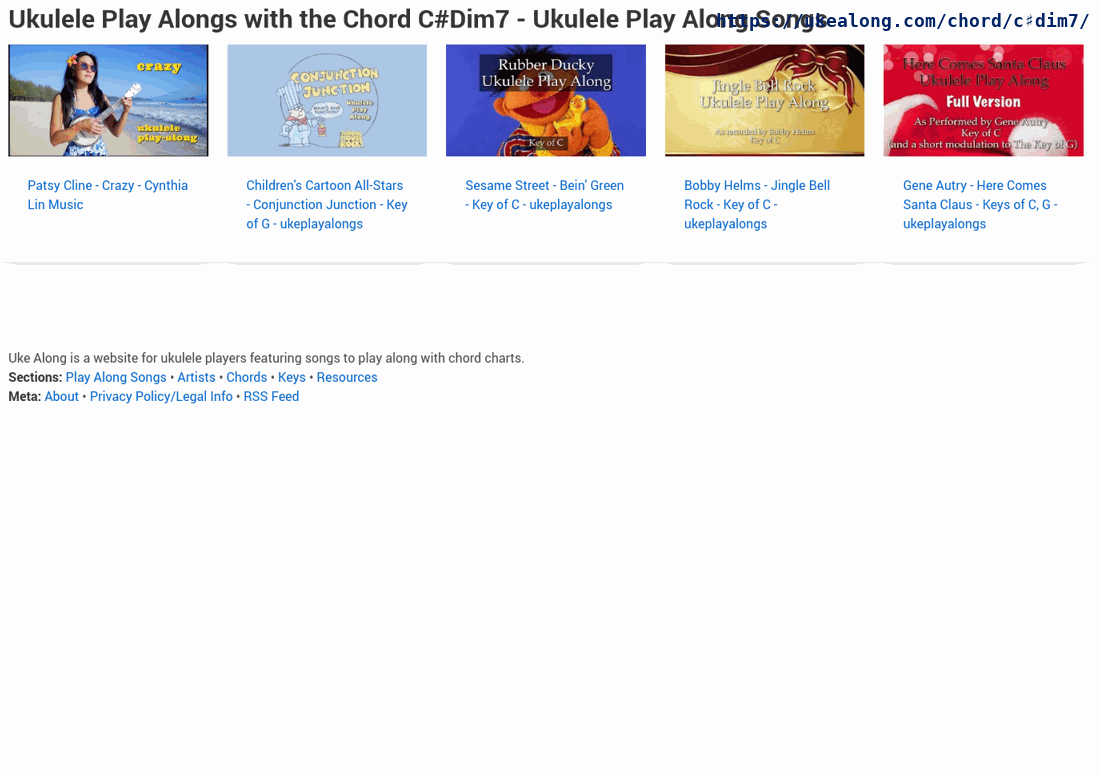 Ukulele Play Alongs with the Chord C#Dim7 - Ukulele Play Along Songs
https://ukealong.com/chord/c♯dim7/
crazy
ukulele
play-along
CONJUNCTION
JUNCTION
Ukulele
Play
Along
Rubber Ducky
Ukulele Play Along
Key of C
Jingle Bell Rock
Ukulele Play Along
As recorded by Bobby Helms
Key of C
Here Comes Santa Claus
Ukulele Play Along
Full Version
As Performed by Gene Autry
Key of C
(and a short modulation to The Key of G)
Patsy Cline - Crazy - Cynthia
Lin Music
Children's Cartoon All-Stars
- Conjunction Junction - Key
of G - ukeplayalongs
Sesame Street - Bein' Green
- Key of C - ukeplayalongs
Bobby Helms - Jingle Bell
Rock - Key of C -
ukeplayalongs
Gene Autry - Here Comes
Santa Claus - Keys of C, G -
ukeplayalongs
Uke Along is a website for ukulele players featuring songs to play along with chord charts.
Sections: Play Along Songs • Artists • Chords • Keys • Resources
Meta: About • Privacy Policy/Legal Info • RSS Feed